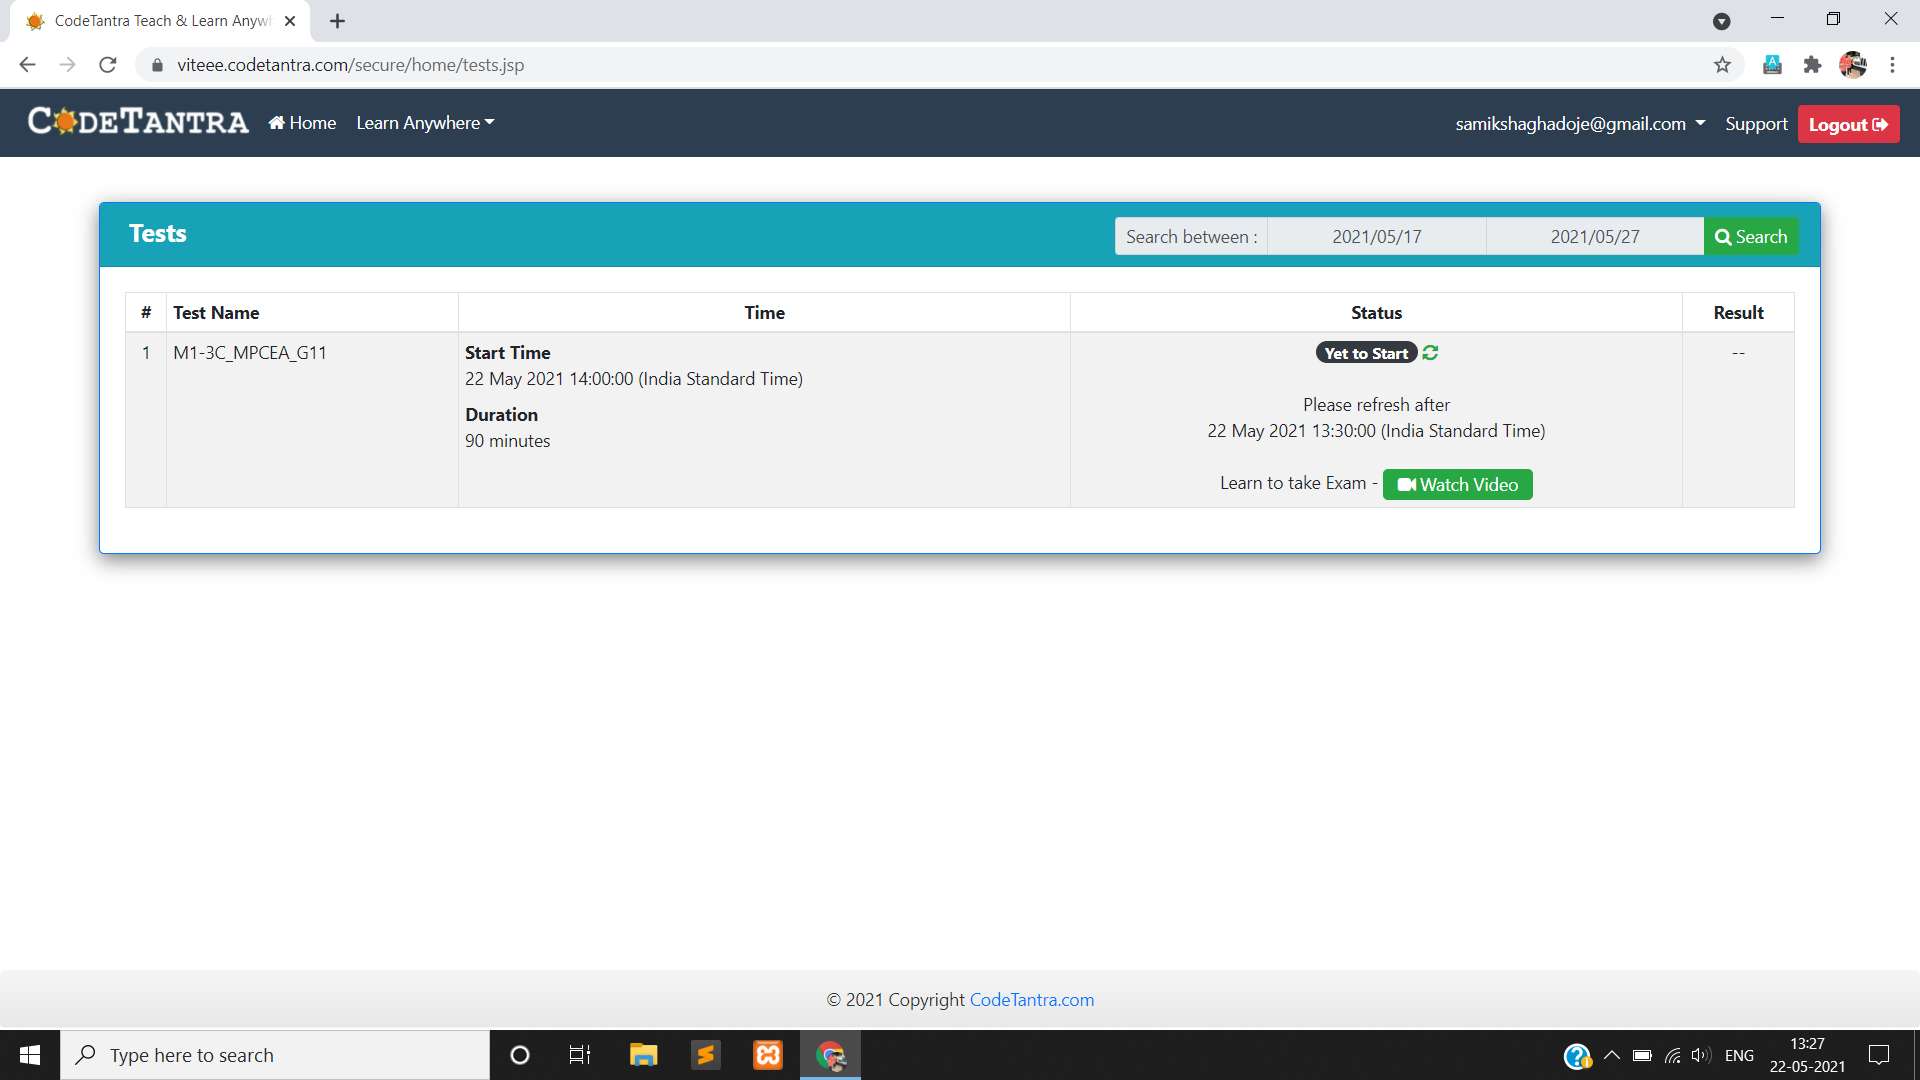 CodeTantra Teach & Learn Anyw
viteee.codetantra.com/secure/home/tests.jsp
CODETANTRA Home Learn Anywhere samikshaghadoje@gmail.com Support Logout
Tests Search between : 2021/05/17 2021/05/27 Search
# Test Name Time Status Result
1 M1-3C_MPCEA_G11 Start Time Yet to Start --
22 May 2021 14:00:00 (India Standard Time)
Please refresh after
Duration
22 May 2021 13:30:00 (India Standard Time)
90 minutes
Learn to take Exam - Watch Video
© 2021 Copyright CodeTantra.com
Type here to search ENG 13:27
22-05-2021